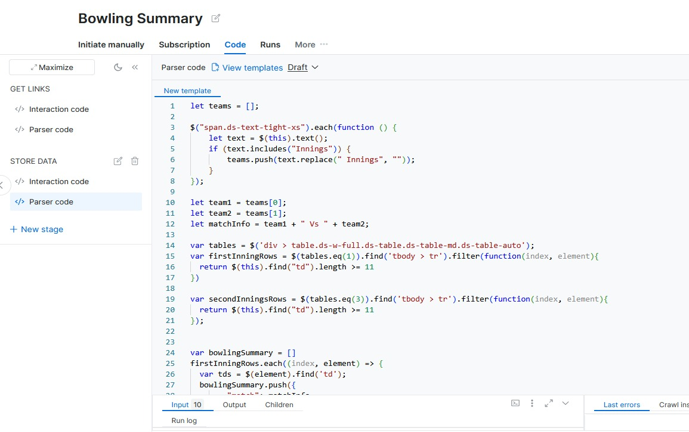 Bowling Summary
Initiate manually Subscription Code Runs More ...
Maximize
Parser code View templates Draft
GET LINKS
</> Interaction code
</> Parser code
STORE DATA
</> Interaction code
</> Parser code
+ New stage
New template
1 let teams = [];
2
3 $("span.ds-text-tight-xs").each(function () {
4 let text = $(this).text();
5 if (text.includes("Innings")) {
6 teams.push(text.replace(" Innings", ""));
7 }
8 });
9
10 let team1 = teams[0];
11 let team2 = teams[1];
12 let matchInfo = team1 + " Vs " + team2;
13
14 var tables = $('div > table.ds-w-full.ds-table.ds-table-md.ds-table-auto');
15 var firstInningRows = $(tables.eq(1)).find('tbody > tr').filter(function(index, element){
16 return $(this).find("td").length >= 11
17 })
18
19 var secondInningsRows = $(tables.eq(3)).find('tbody > tr').filter(function(index, element){
20 return $(this).find("td").length >= 11
21 });
22
23
24 var bowlingSummary = []
25 firstInningRows.each((index, element) => {
26 var tds = $(element).find('td');
27 bowlingSummary.push({
28 "match": matchInfo,
Input 10 Output Children
Last errors Crawl ins
Run log